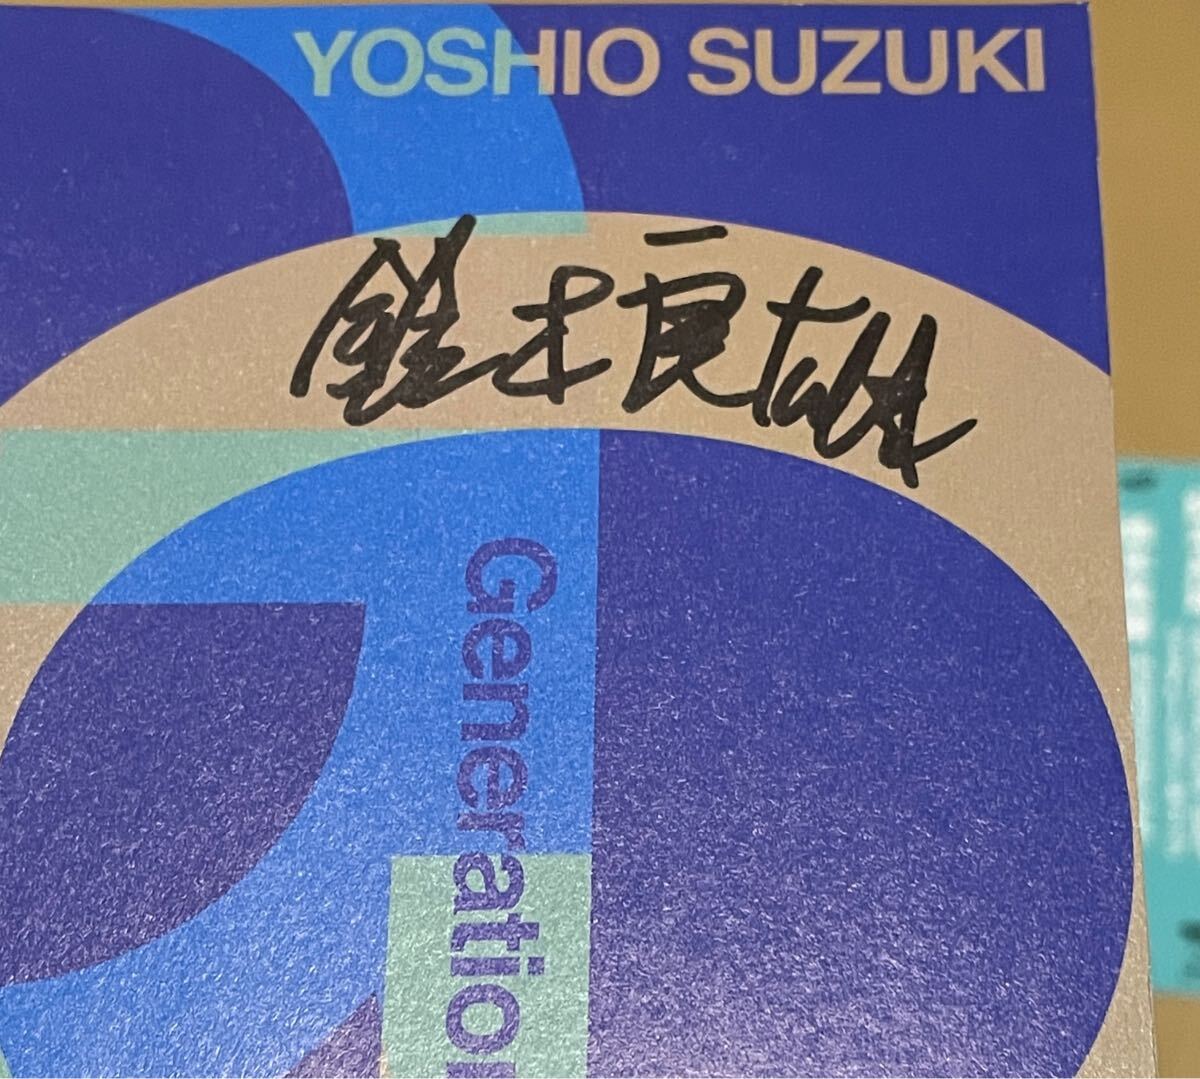 YOSHIO SUZUKI
鈴木良雄
Generation